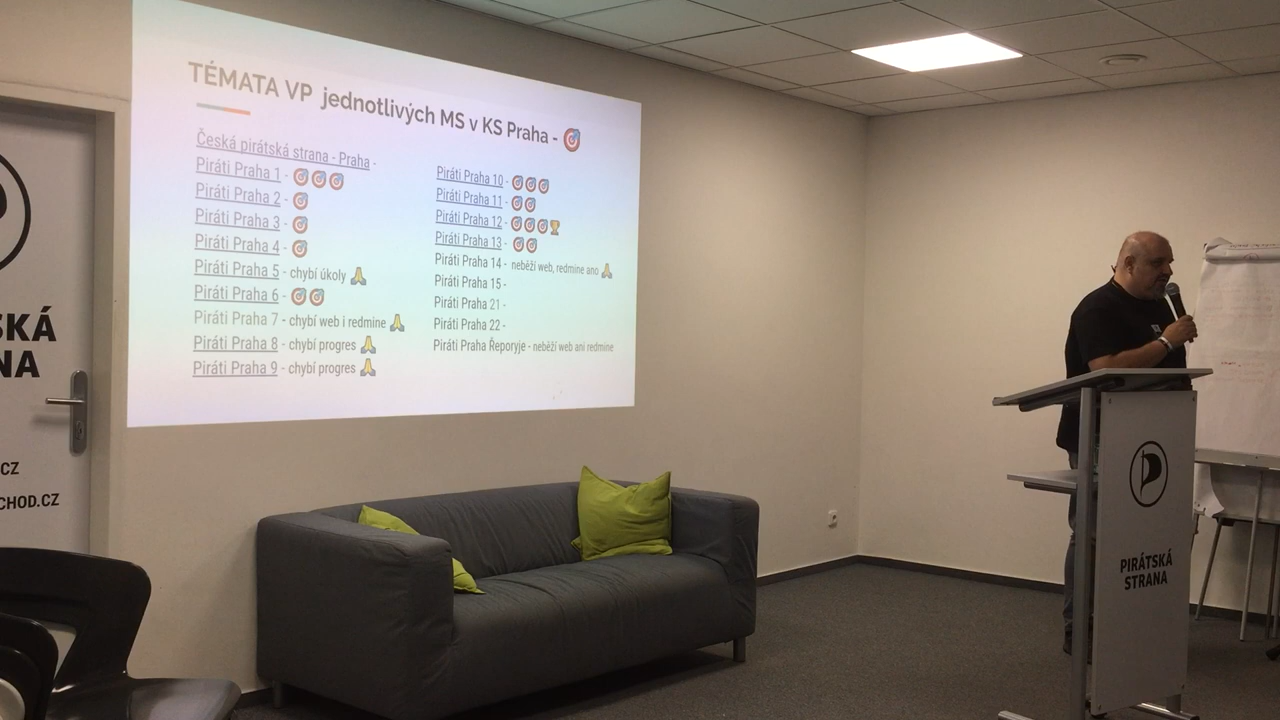 TÉMATA VP jednotlivých MS v KS Praha - 🎯
Česká pirátská strana - Praha -
Piráti Praha 1 - 🎯🎯🎯
Piráti Praha 2 - 🎯
Piráti Praha 3 - 🎯
Piráti Praha 4 - 🎯
Piráti Praha 5 - chybí úkoly 🙏
Piráti Praha 6 - 🎯🎯
Piráti Praha 7 - chybí web i redmine 🙏
Piráti Praha 8 - chybí progres 🙏
Piráti Praha 9 - chybí progres 🙏
Piráti Praha 10 - 🎯🎯🎯
Piráti Praha 11 - 🎯🎯
Piráti Praha 12 - 🎯🎯🎯🏆
Piráti Praha 13 - 🎯🎯
Piráti Praha 14 - neběží web, redmine ano 🙏
Piráti Praha 15 -
Piráti Praha 21 -
Piráti Praha 22 -
Piráti Praha Řeporyje - neběží web ani redmine
SKÁ
NA
.CZ
CHOD.CZ
PIRÁTSKÁ
STRANA